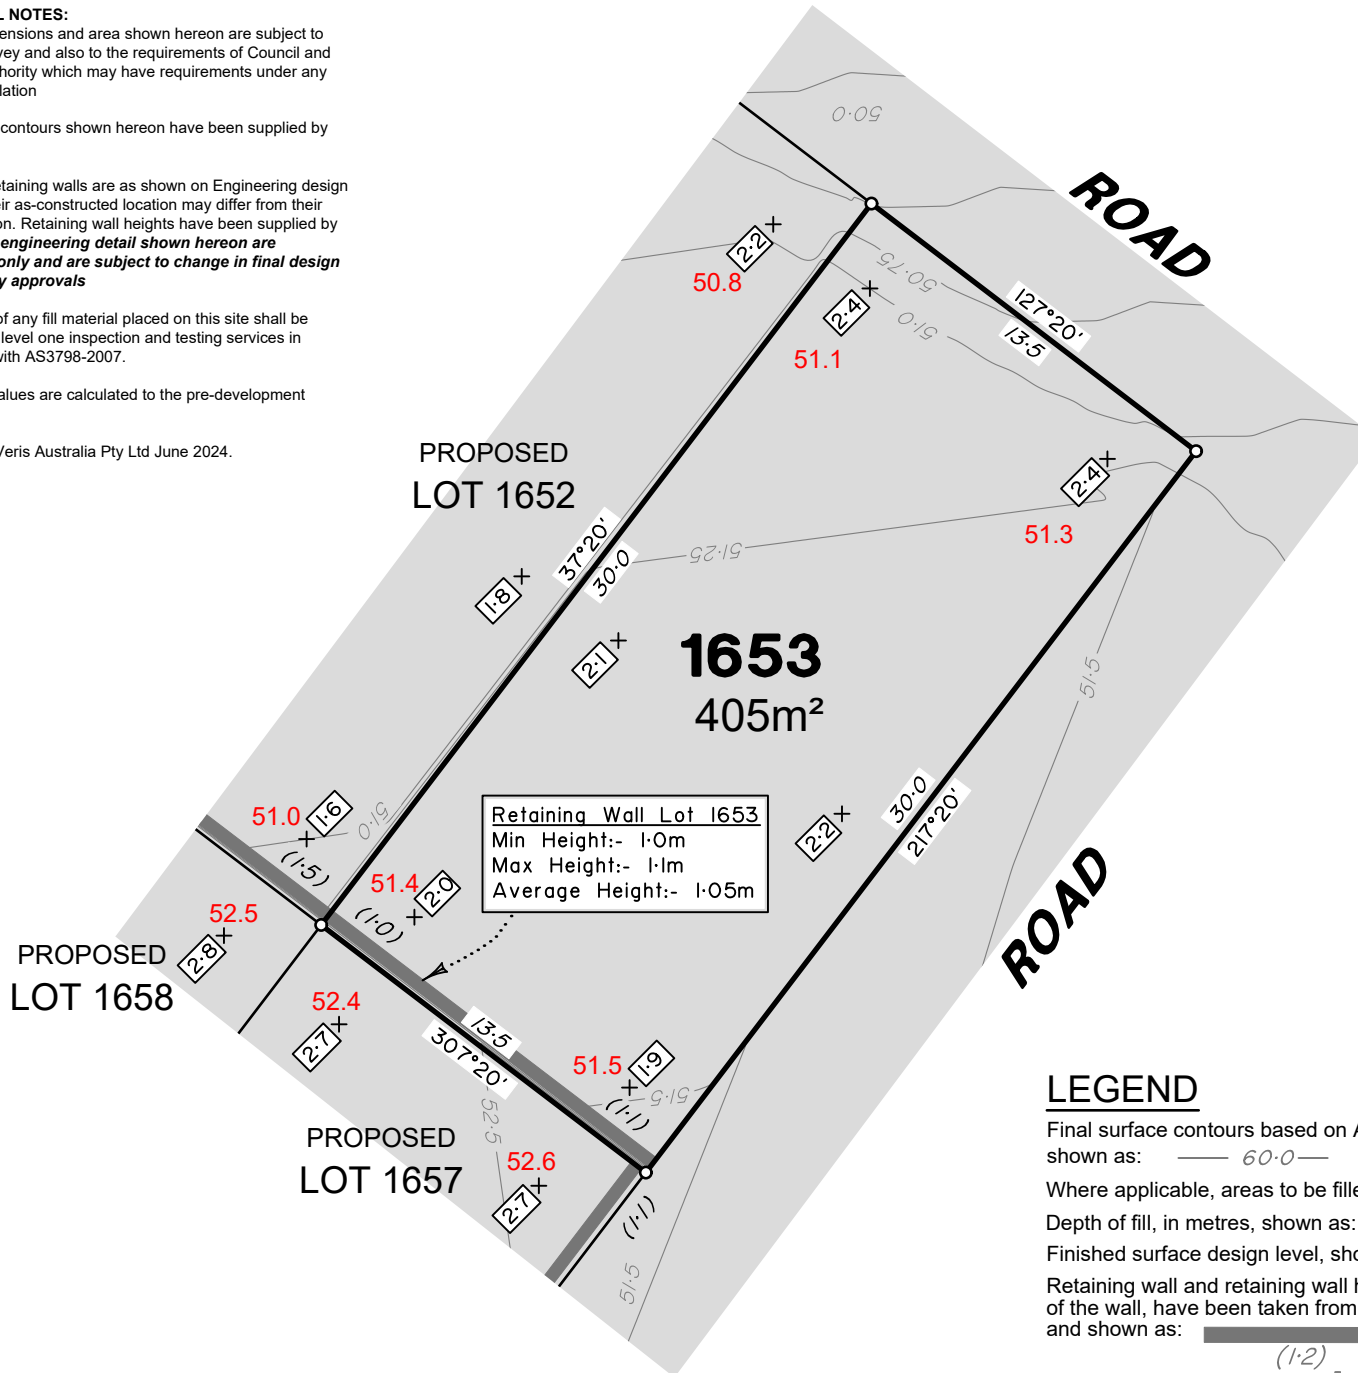 L NOTES:
ensions and area shown hereon are subject to
vey and also to the requirements of Council and
hority which may have requirements under any
lation
contours shown hereon have been supplied by
etaining walls are as shown on Engineering design
eir as-constructed location may differ from their
on. Retaining wall heights have been supplied by
engineering detail shown hereon are
only and are subject to change in final design
y approvals
of any fill material placed on this site shall be
level one inspection and testing services in
with AS3798-2007.
alues are calculated to the pre-development
Veris Australia Pty Ltd June 2024.
50·0
ROAD
2·2
50.8
50·75
2·4
51·0
51.1
127°20'
13·5
PROPOSED
LOT 1652
2·4
51.3
37°20'
30·0
51·25
1·8
2·1
1653
405m²
51·5
51.0
1·6
(1·5)
51·0
Retaining Wall Lot 1653
Min Height:- 1·0m
Max Height:- 1·1m
Average Height:- 1·05m
2·2
30·0
217°20'
ROAD
51.4
2·0
(1·0)
52.5
2·8
PROPOSED
LOT 1658
52.4
2·7
13·5
307°20'
51.5
1·9
51·5
(1·1)
52·5
PROPOSED
LOT 1657
52.6
2·7
(1·1)
51·5
LEGEND
Final surface contours based on A
shown as: 60·0
Where applicable, areas to be fille
Depth of fill, in metres, shown as:
Finished surface design level, sho
Retaining wall and retaining wall h
of the wall, have been taken from
and shown as:
(1·2)